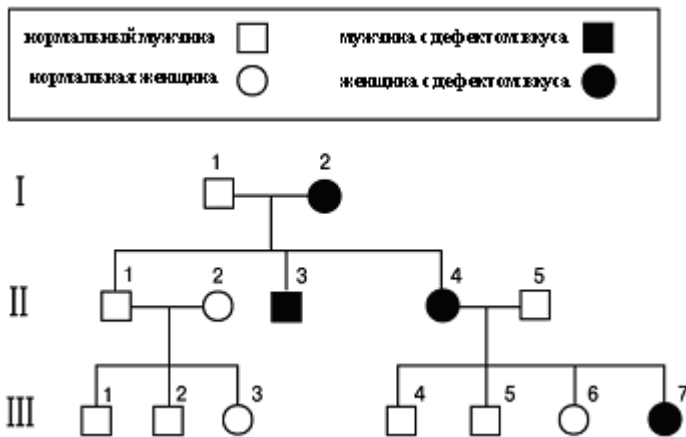 нормальный мужчина мужчина с дефектом вкуса
нормальная женщина женщина с дефектом вкуса
1 2
I
1 2 3 4 5
II
1 2 3 4 5 6 7
III